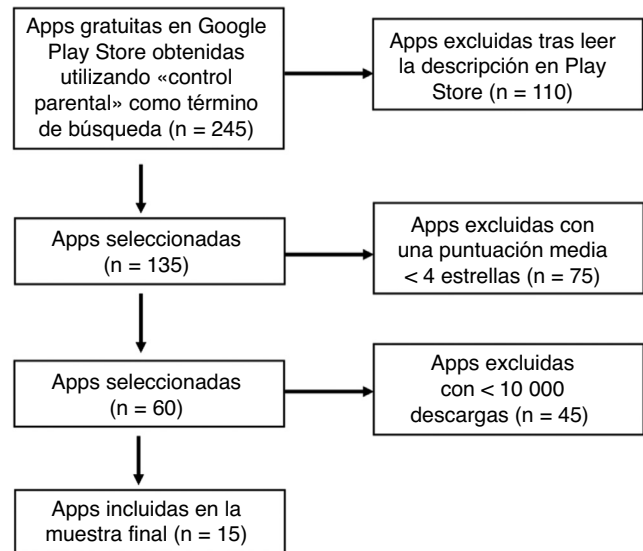 Apps gratuitas en Google
Play Store obtenidas
utilizando «control
parental» como término
de búsqueda (n = 245)
Apps excluidas tras leer
la descripción en Play
Store (n = 110)
Apps seleccionadas
(n = 135)
Apps excluidas con
una puntuación media
< 4 estrellas (n = 75)
Apps seleccionadas
(n = 60)
Apps excluidas
con < 10 000
descargas (n = 45)
Apps incluidas en la
muestra final (n = 15)